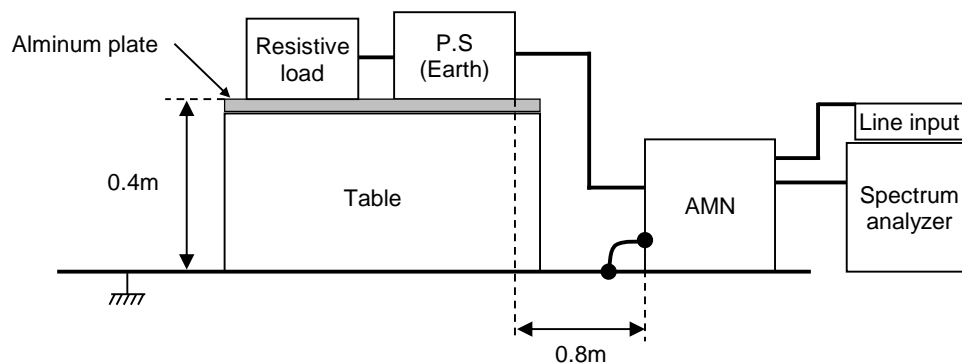 Alminum plate
Resistive
load
P.S
(Earth)
Line input
0.4m
Table
AMN
Spectrum
analyzer
0.8m